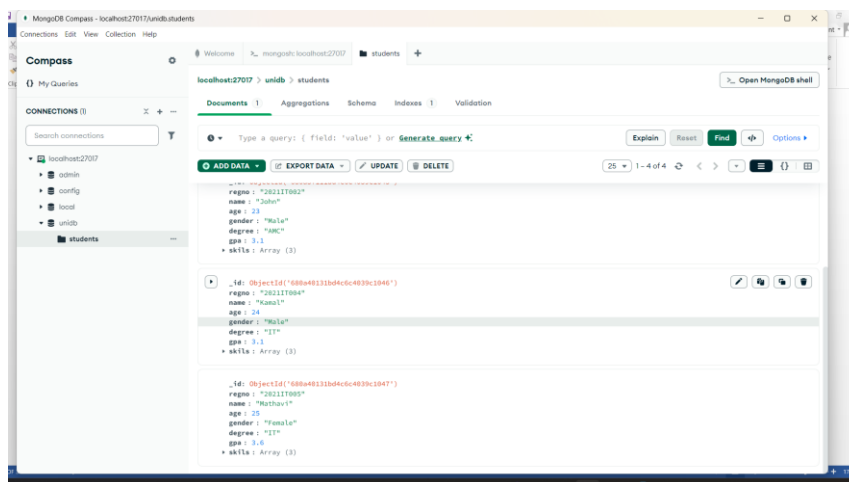 MongoDB Compass - localhost:27017/unidb.students
Connections Edit View Collection Help
Compass
My Queries
CONNECTIONS (1)
Search connections
localhost:27017
admin
config
local
unidb
students
Welcome
mongosh: localhost:27017
students
localhost:27017 > unidb > students
>_ Open MongoDB shell
Documents 1 Aggregations Schema Indexes 1 Validation
Type a query: { field: 'value' } or Generate query
Explain Reset Find </> Options
ADD DATA EXPORT DATA UPDATE DELETE
25 1 - 4 of 4
regno : "2021IT002"
name : "John"
age : 23
gender : "Male"
degree : "AMC"
gpa : 3.1
skils : Array (3)
_id: ObjectId('680a40131bd4c6c4039c1046')
regno : "2021IT004"
name : "Kamal"
age : 24
gender : "Male"
degree : "IT"
gpa : 3.1
skils : Array (3)
_id: ObjectId('680a40131bd4c6c4039c1047')
regno : "2021IT005"
name : "Mathavi"
age : 25
gender : "Female"
degree : "IT"
gpa : 3.6
skils : Array (3)